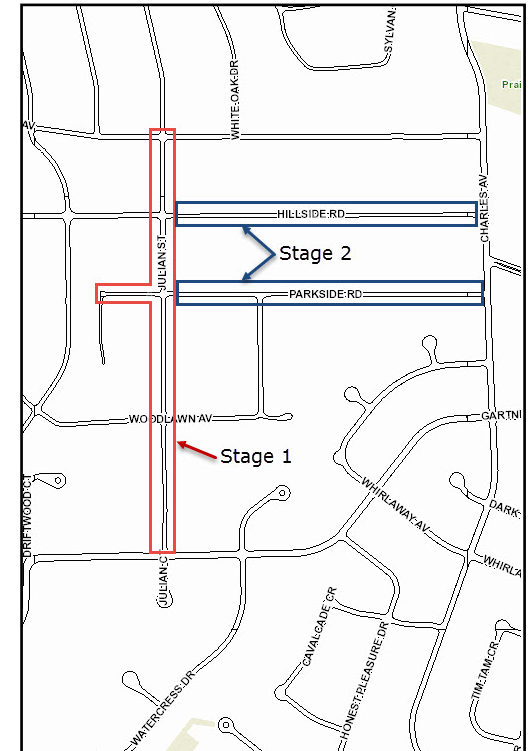 SYLVAN
WHITE OAK DR
Prai
AV
CHARLES AV
HILLSIDE RD
JULIAN ST
Stage 2
PARKSIDE RD
WOODLAWN AV
GARTN
Stage 1
DRIFTWOOD CT
WHIRLAWAY AV
DARK
WHIRLA
JULIAN C
CAVALCADE CR
HONEST PLEASURE DR
TIM TAM CR
WATERCRESS DR